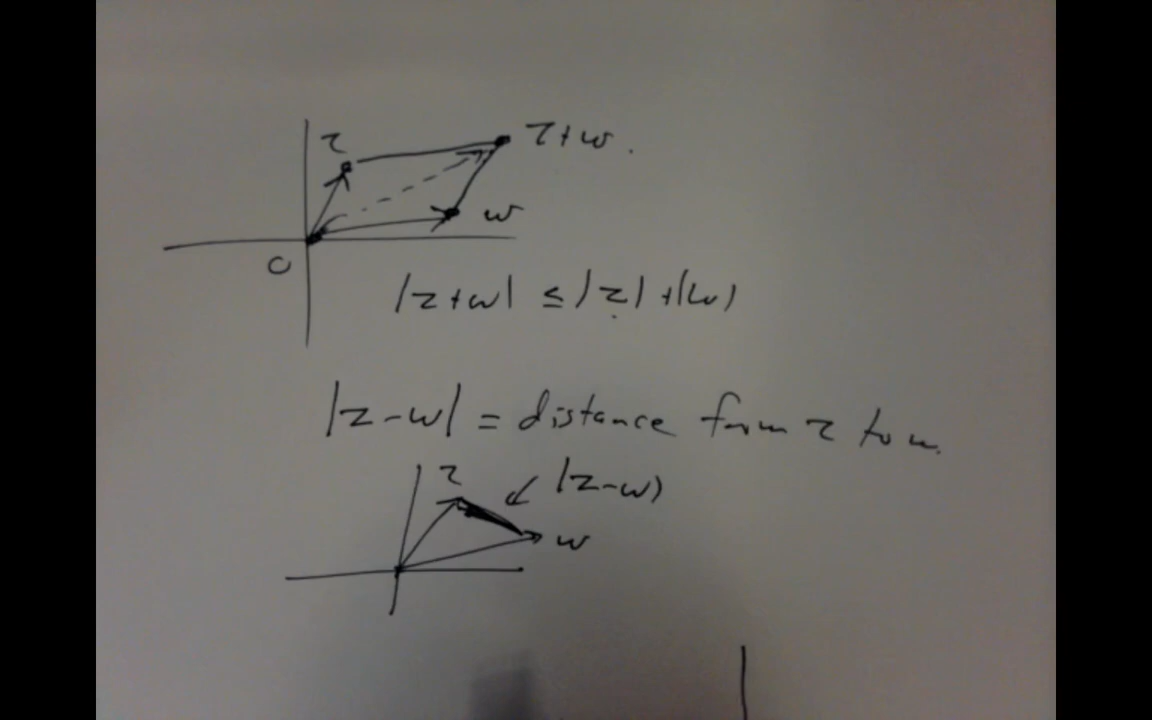 z
z+w.
w
0
|z+w| ≤ |z|+|w|
|z-w| = distance from z to w.
z
|z-w|
w